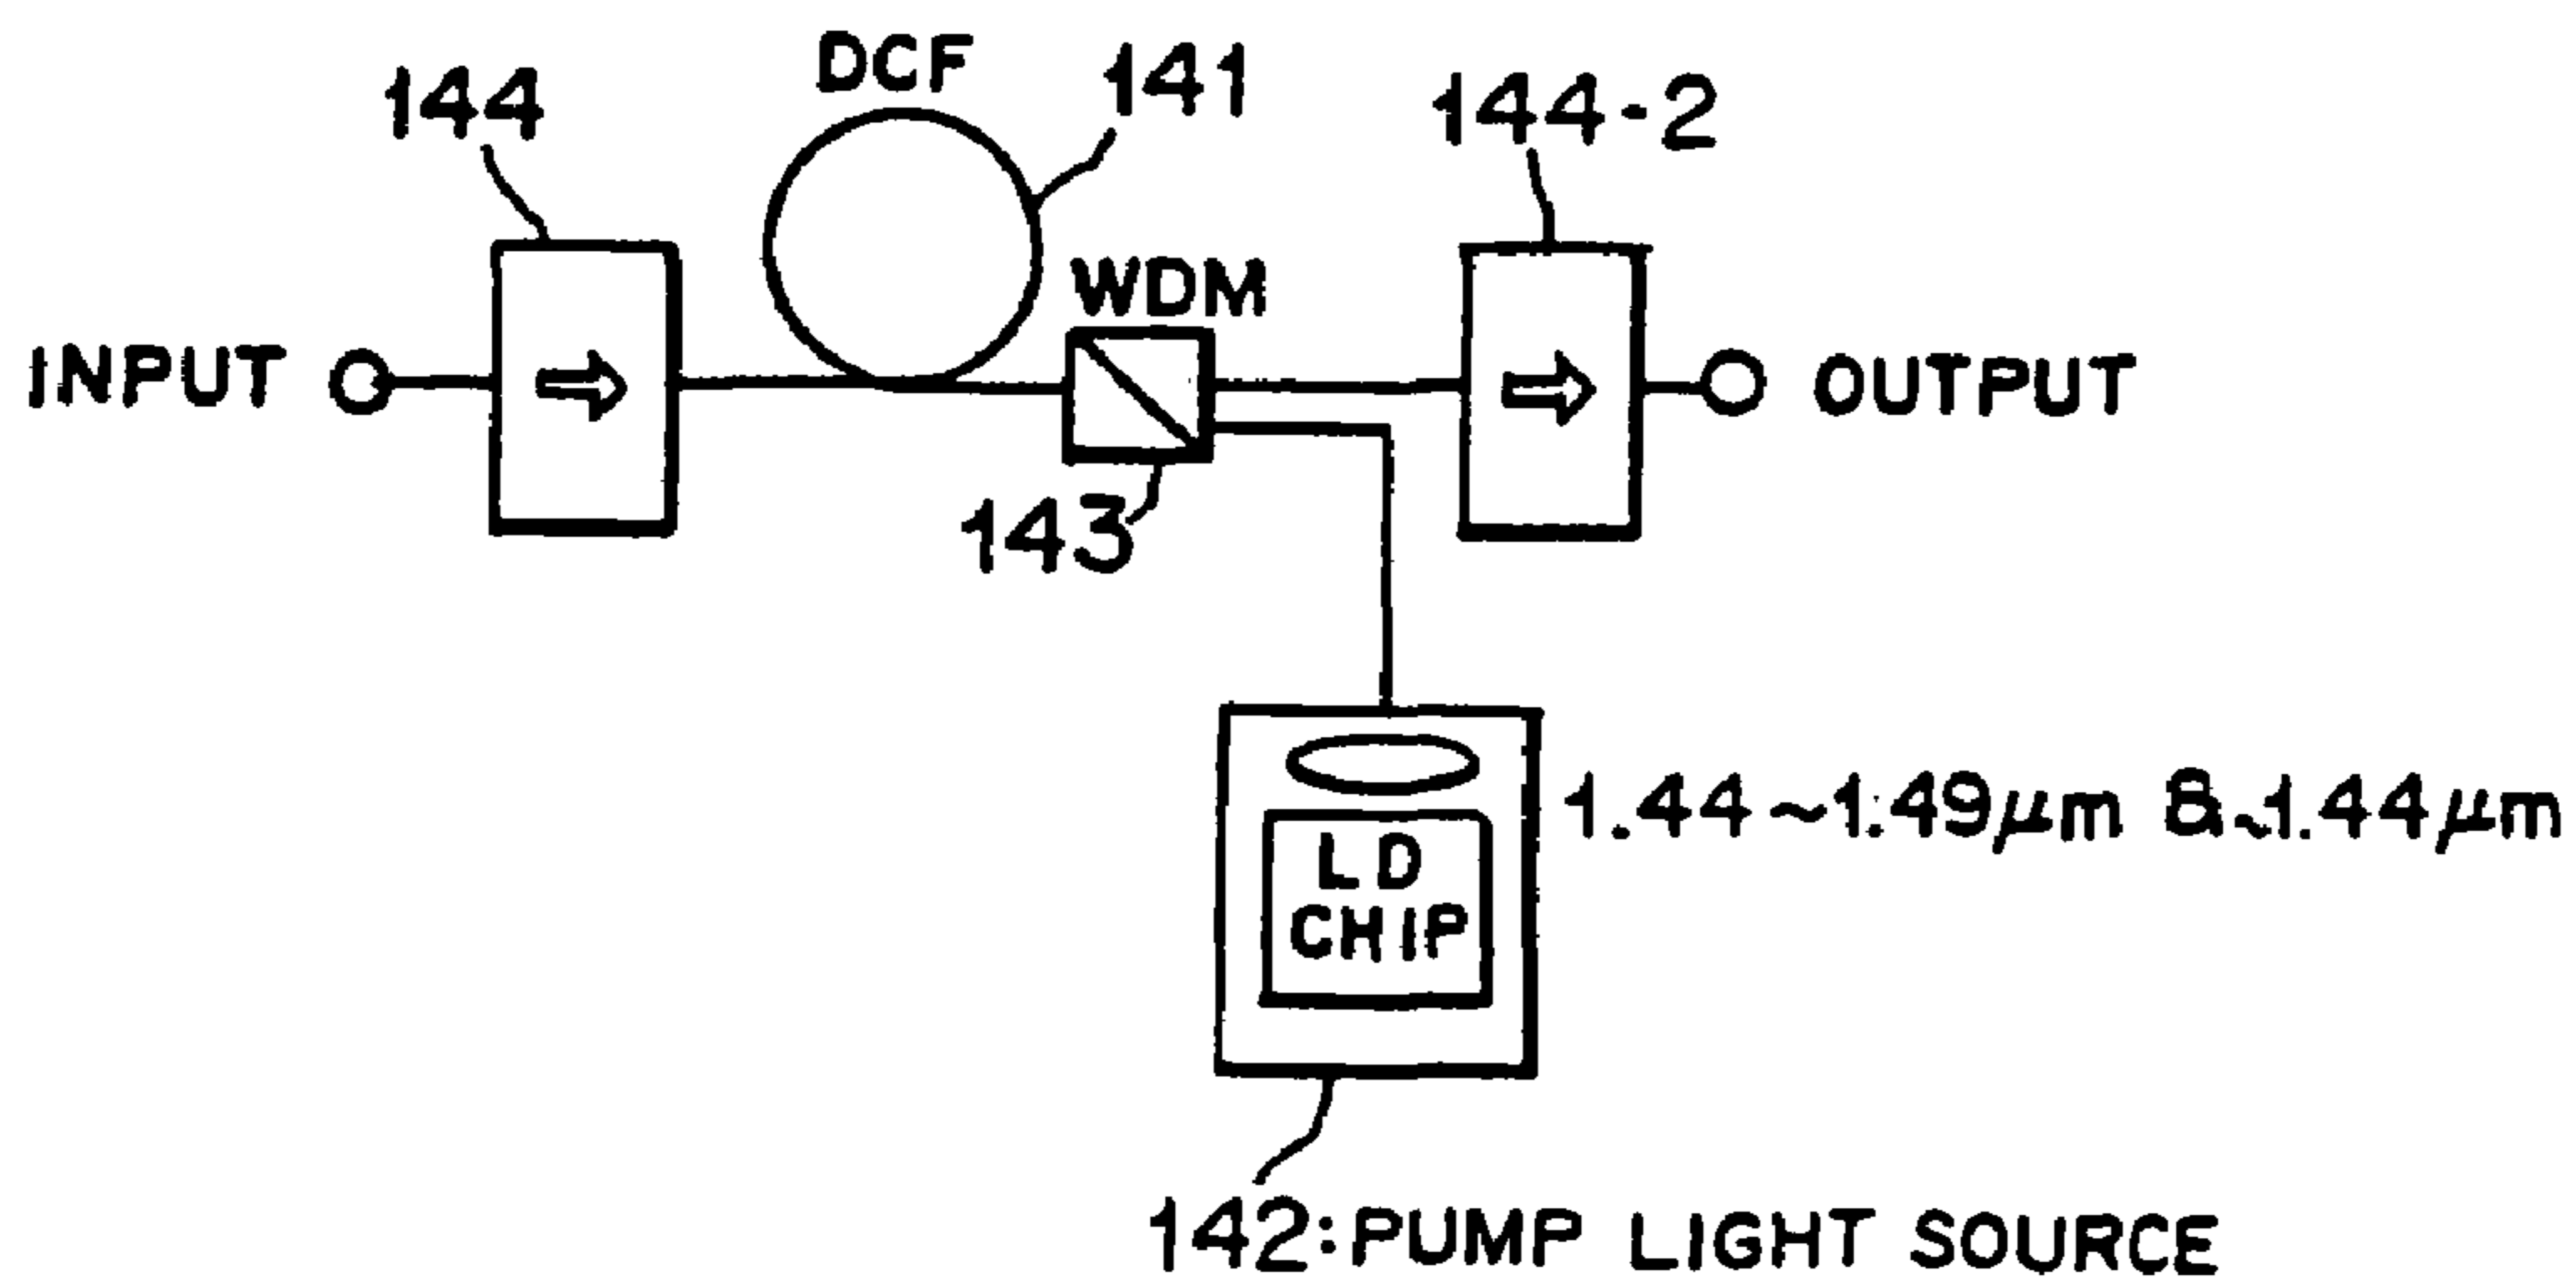 DCF
144
141
144-2
WDM
INPUT
OUTPUT
143
1.44~1.49μm &~1.44μm
LD
CHIP
142:PUMP LIGHT SOURCE